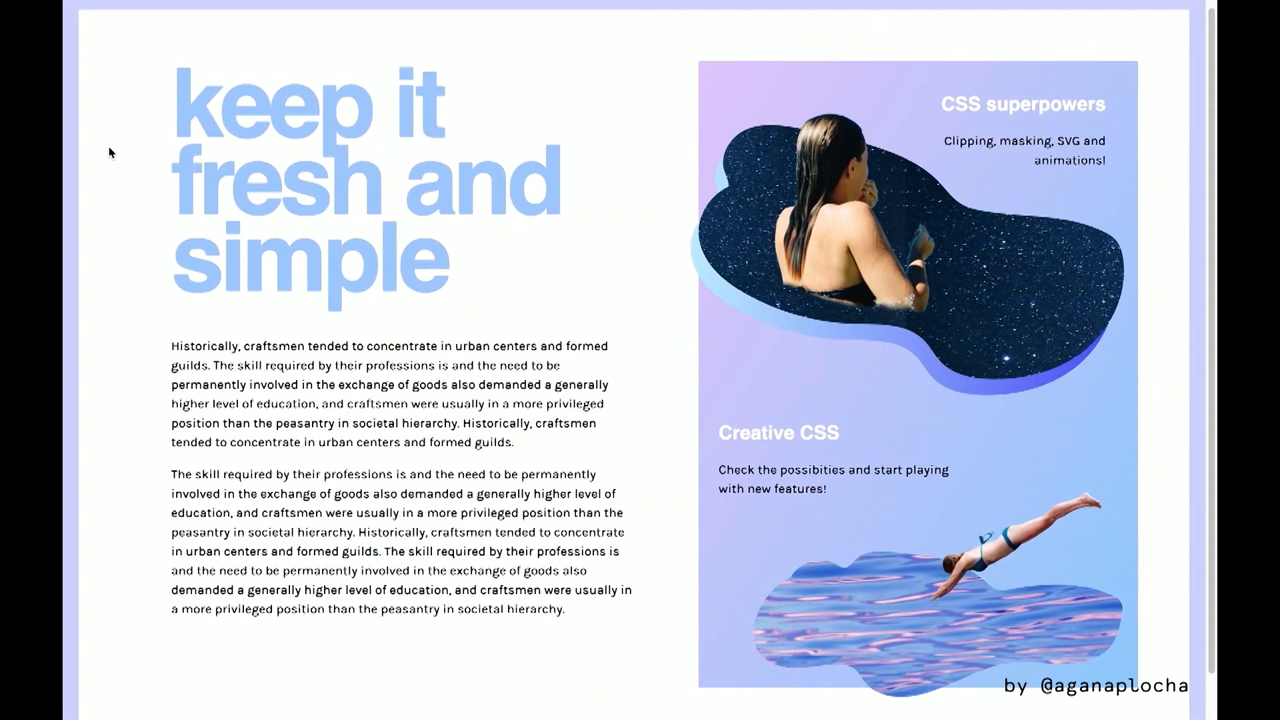 keep it
fresh and
simple
Historically, craftsmen tended to concentrate in urban centers and formed
guilds. The skill required by their professions is and the need to be
permanently involved in the exchange of goods also demanded a generally
higher level of education, and craftsmen were usually in a more privileged
position than the peasantry in societal hierarchy. Historically, craftsmen
tended to concentrate in urban centers and formed guilds.
The skill required by their professions is and the need to be permanently
involved in the exchange of goods also demanded a generally higher level of
education, and craftsmen were usually in a more privileged position than the
peasantry in societal hierarchy. Historically, craftsmen tended to concentrate
in urban centers and formed guilds. The skill required by their professions is
and the need to be permanently involved in the exchange of goods also
demanded a generally higher level of education, and craftsmen were usually in
a more privileged position than the peasantry in societal hierarchy.
CSS superpowers
Clipping, masking, SVG and
animations!
Creative CSS
Check the possibities and start playing
with new features!
by @aganaplocha